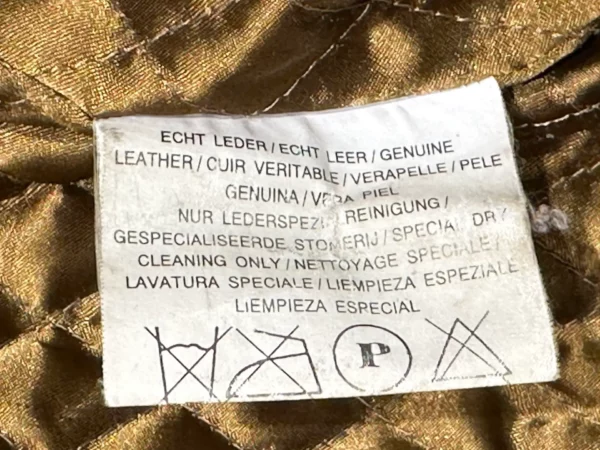 ECHT LEDER/ECHT LEER/GENUINE
LEATHER/CUIR VERITABLE/VERAPELLE/PELE
GENUINA/VERA PIEL
NUR REINIGUNG/
GESPECIALISEERDE STOMERIJ/SPECIAL DRY
CLEANING ONLY/NETTOYAGE SPECIALE/
LAVATURA SPECIALE/LIEMPIEZA ESPEZIALE
LIEMPIEZA ESPECIAL
P